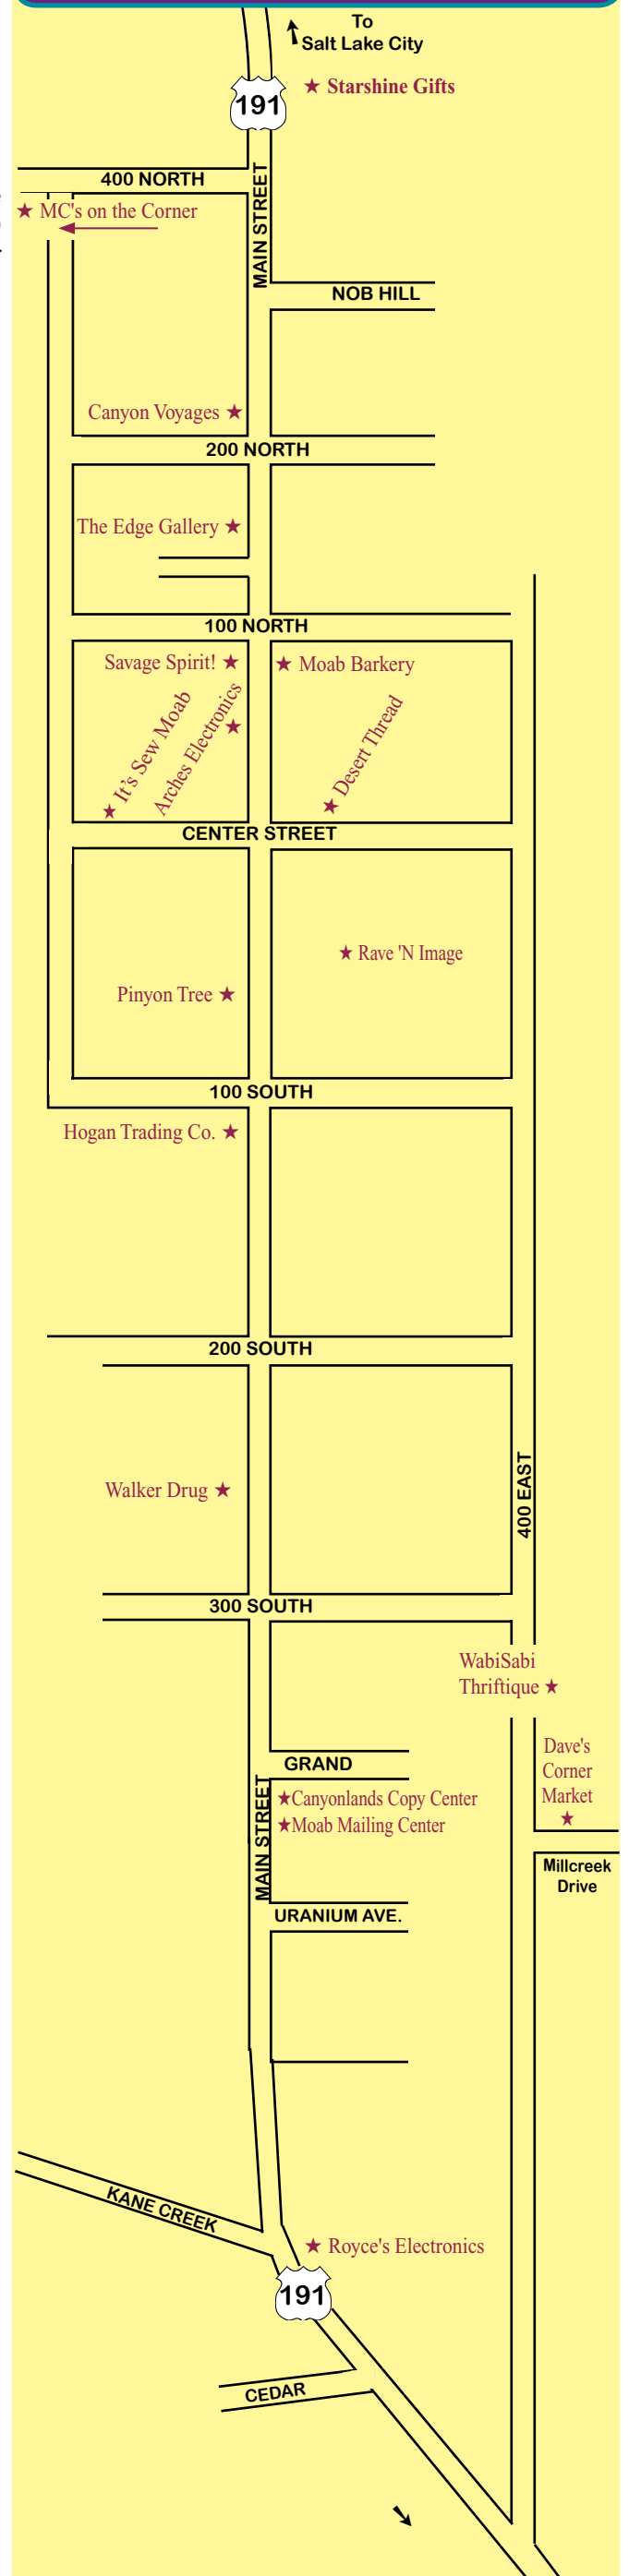 To
Salt Lake City
★ Starshine Gifts
191
400 NORTH
MAIN STREET
★ MC's on the Corner
NOB HILL
Canyon Voyages ★
200 NORTH
The Edge Gallery ★
100 NORTH
Savage Spirit! ★
★ Moab Barkery
★ It's Sew Moab
Arches Electronics ★
★ Desert Thread
CENTER STREET
★ Rave 'N Image
Pinyon Tree ★
100 SOUTH
Hogan Trading Co. ★
200 SOUTH
400 EAST
Walker Drug ★
300 SOUTH
WabiSabi
Thriftique ★
GRAND
Dave's
Corner
Market
★
MAIN STREET
★Canyonlands Copy Center
★Moab Mailing Center
Millcreek
Drive
URANIUM AVE.
KANE CREEK
★ Royce's Electronics
191
CEDAR